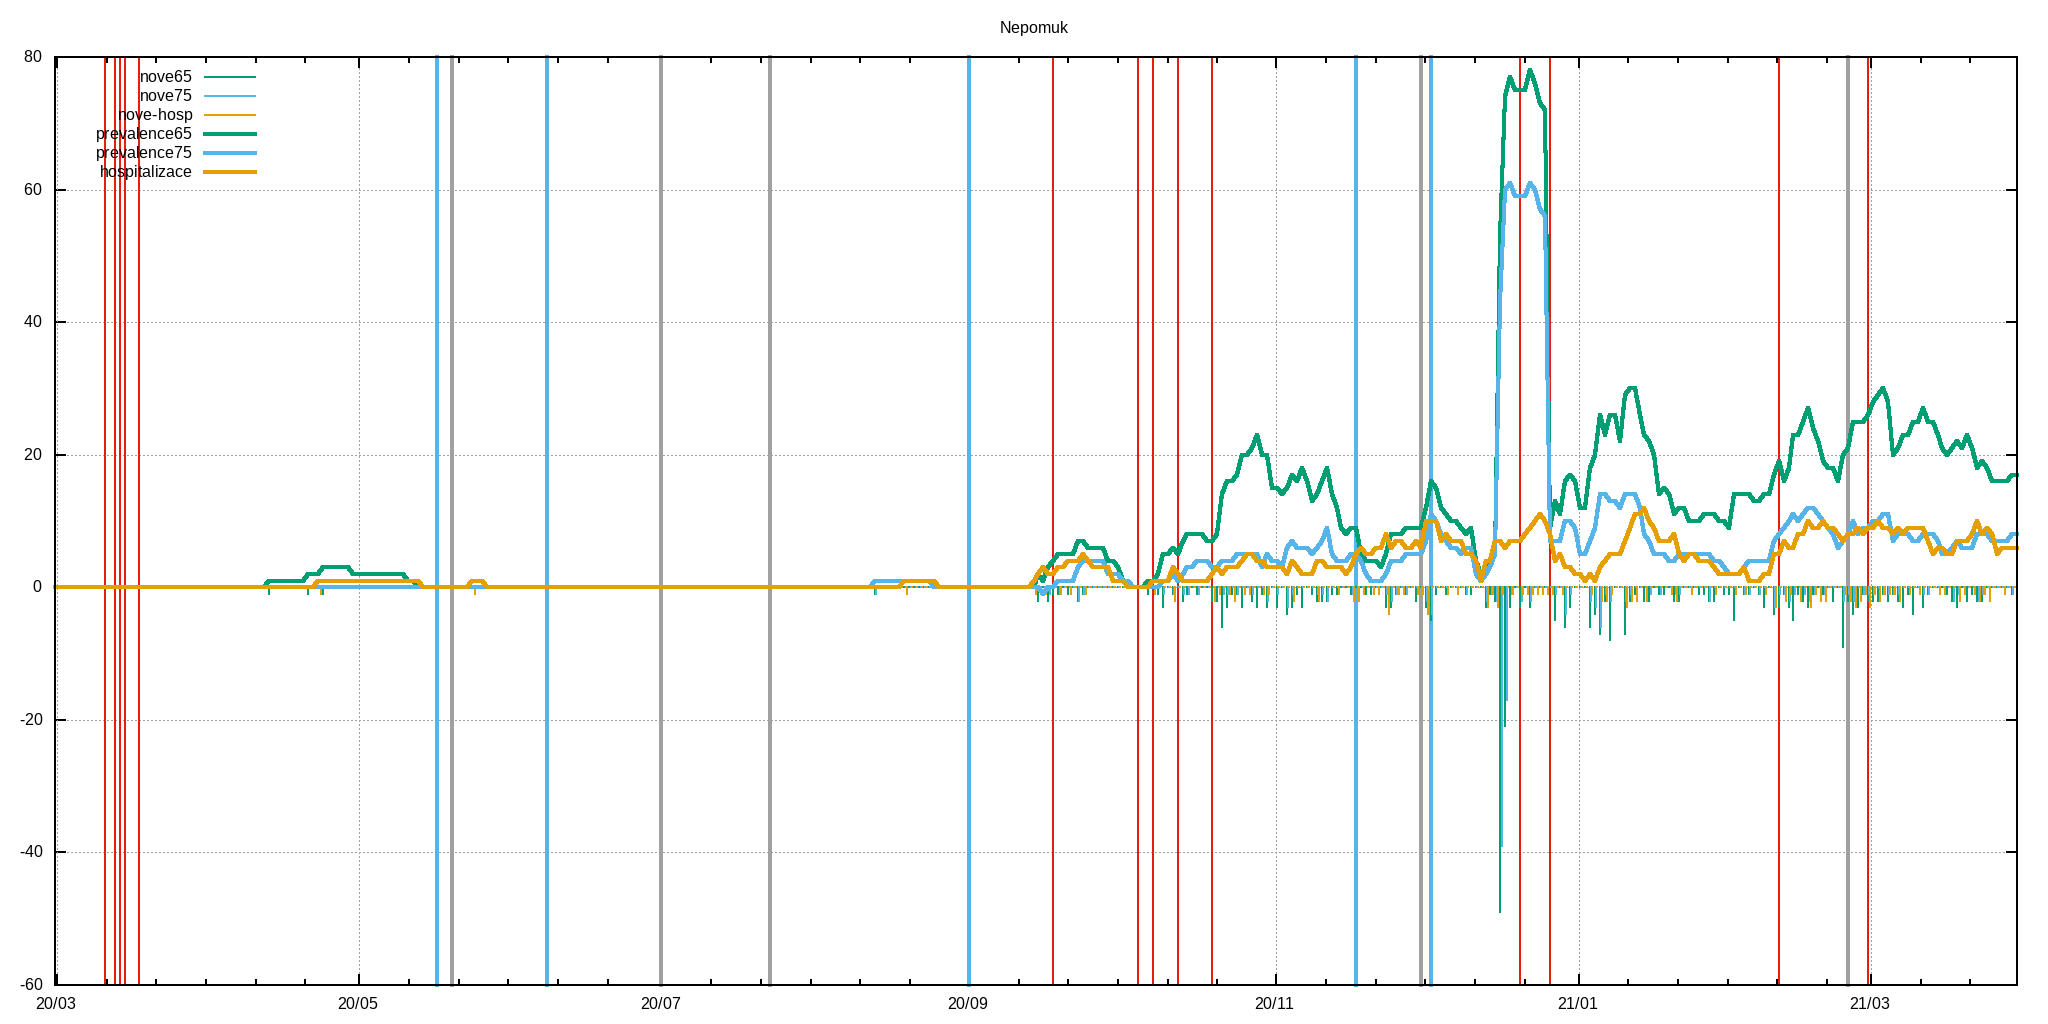 Nepomuk
80
nove65
nove75
nove-hosp
prevalence65
prevalence75
hospitalizace
60
40
20
0
-20
-40
-60
20/03 20/05 20/07 20/09 20/11 21/01 21/03